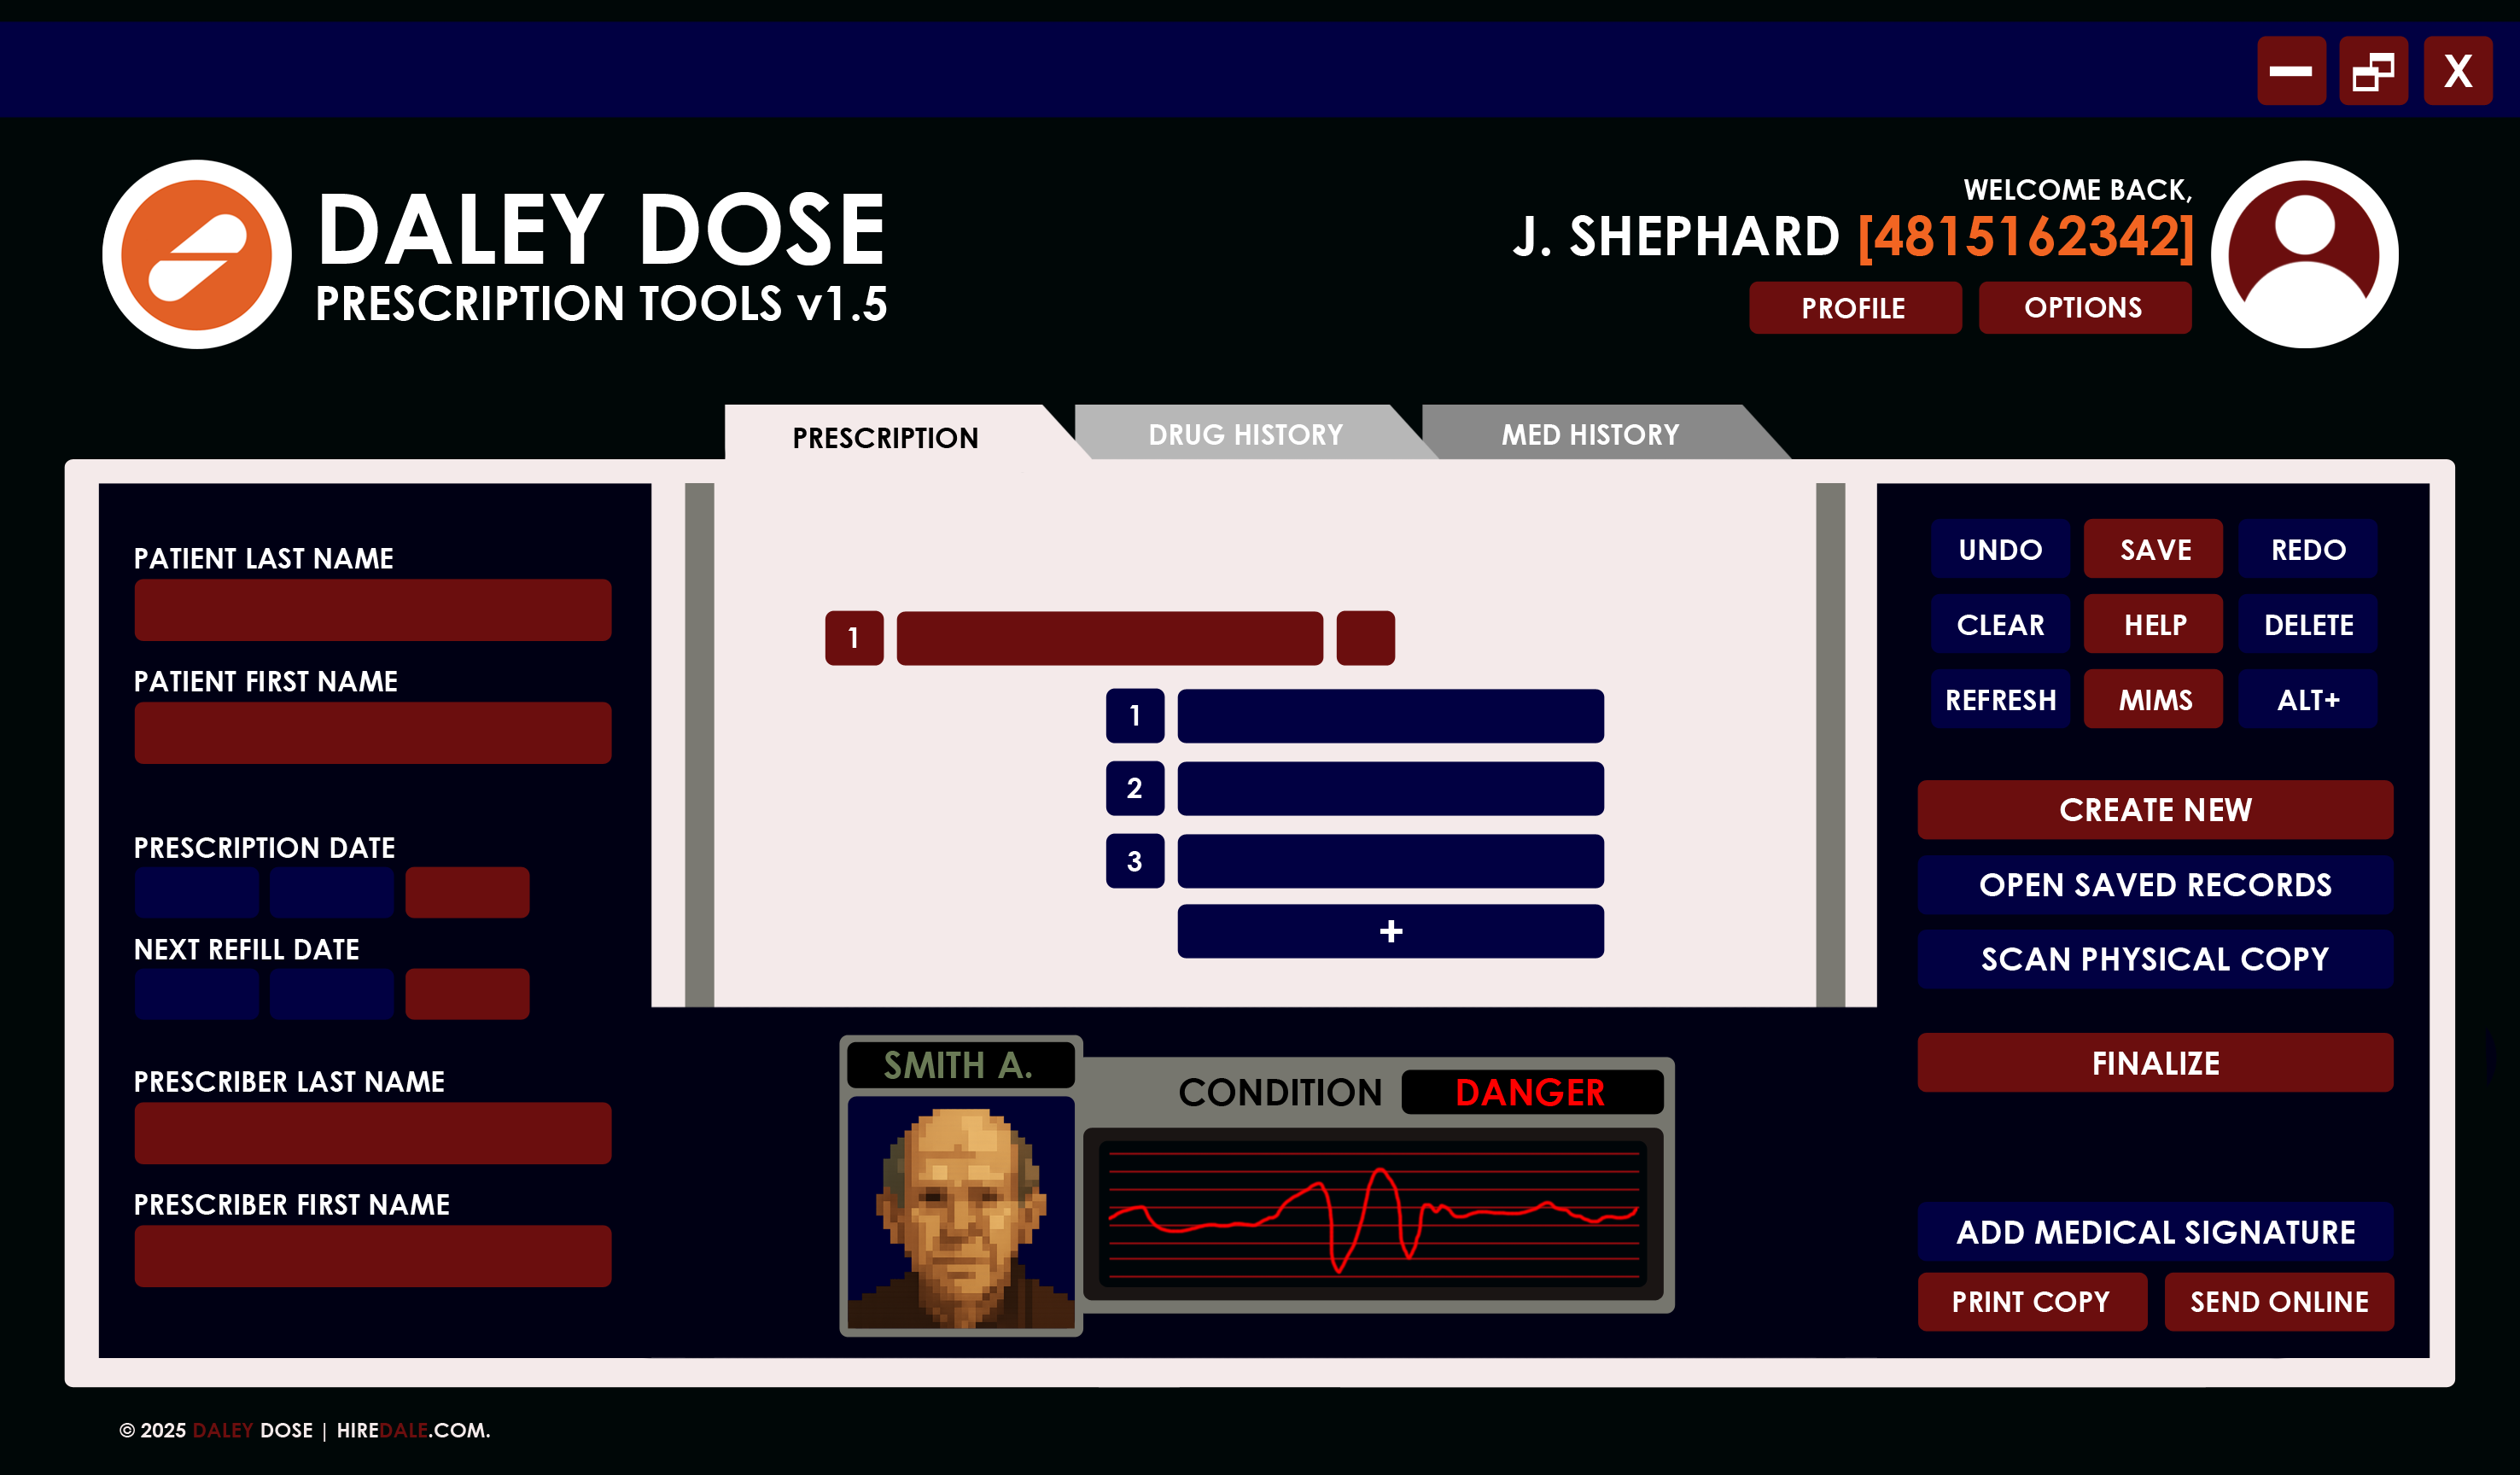 X
DALEY DOSE
PRESCRIPTION TOOLS v1.5
WELCOME BACK,
J. SHEPHARD [4815162342]
PROFILE
OPTIONS
PRESCRIPTION
DRUG HISTORY
MED HISTORY
PATIENT LAST NAME
PATIENT FIRST NAME
PRESCRIPTION DATE
NEXT REFILL DATE
PRESCRIBER LAST NAME
PRESCRIBER FIRST NAME
1
1
2
3
+
SMITH A.
CONDITION DANGER
UNDO SAVE REDO
CLEAR HELP DELETE
REFRESH MIMS ALT+
CREATE NEW
OPEN SAVED RECORDS
SCAN PHYSICAL COPY
FINALIZE
ADD MEDICAL SIGNATURE
PRINT COPY SEND ONLINE
© 2025 DALEY DOSE | HIREDALE.COM.